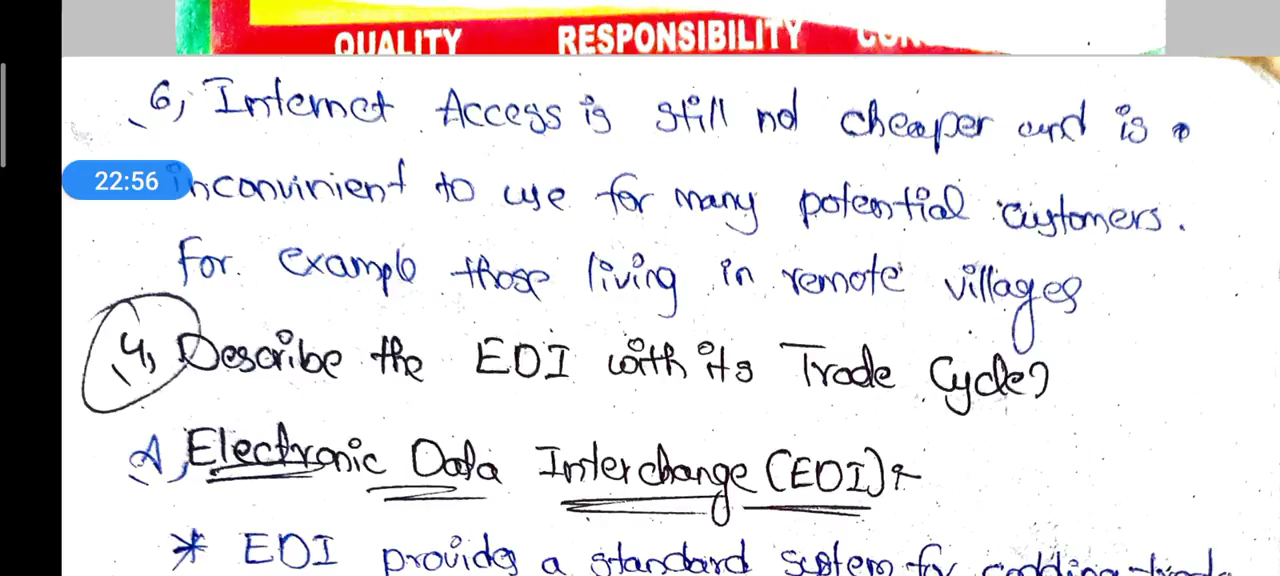 QUALITY RESPONSIBILITY
6, Internet Access is still not cheaper and is
22:56
inconvinient to use for many potential customers.
For example those living in remote villages
4, Describe the EDI with its Trade Cycle?
A, Electronic Data Interchange (EDI):-
* EDI provides a standard system for codding trade